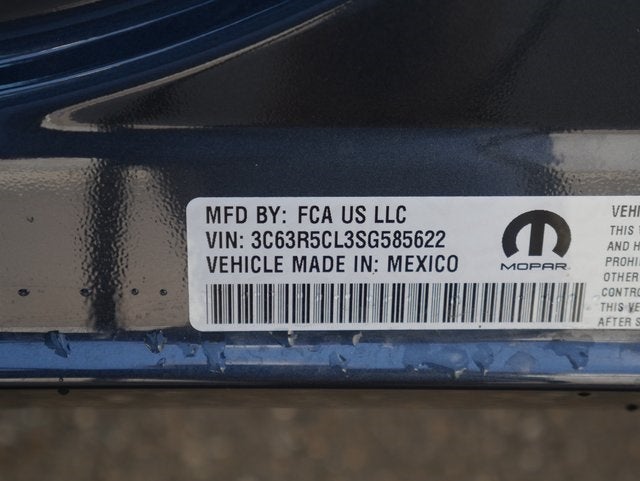 MFD BY: FCA US LLC
VIN: 3C63R5CL3SG585622
VEHICLE MADE IN: MEXICO
MOPAR
VEHI
THIS V
AND H
PROHI
OTHER
CONTRO
THIS VE
AFTER S